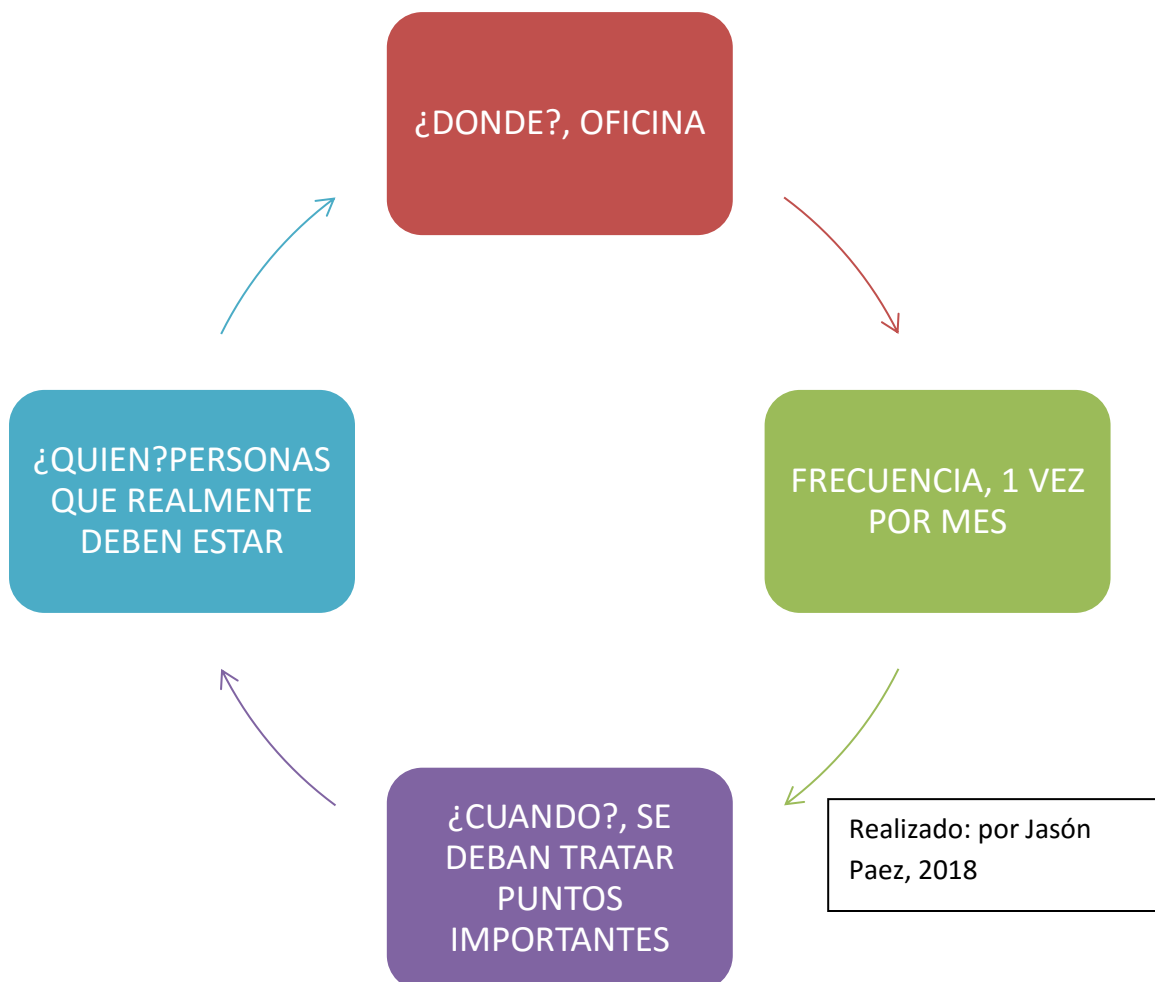 ¿DONDE?, OFICINA
FRECUENCIA, 1 VEZ
POR MES
¿CUANDO?, SE
DEBAN TRATAR
PUNTOS
IMPORTANTES
¿QUIEN?PERSONAS
QUE REALMENTE
DEBEN ESTAR
Realizado: por Jasón
Paez, 2018